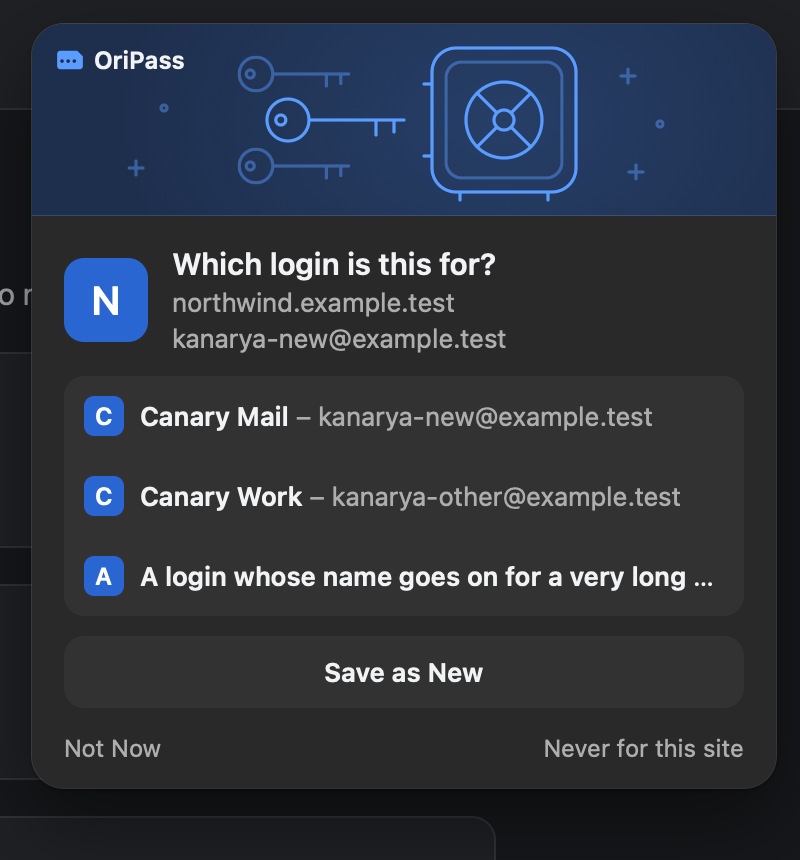 OriPass
Which login is this for?
northwind.example.test
kanarya-new@example.test
N
C Canary Mail – kanarya-new@example.test
C Canary Work – kanarya-other@example.test
A A login whose name goes on for a very long ...
Save as New
Not Now
Never for this site